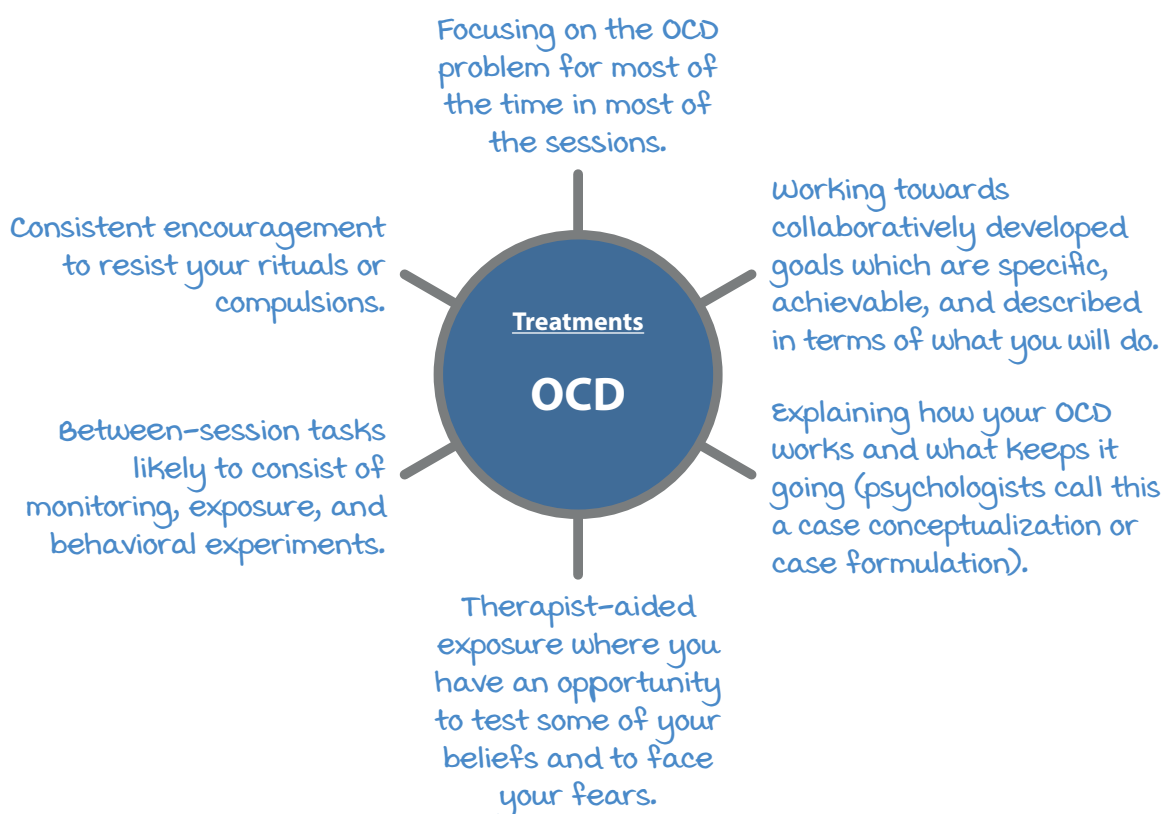 Focusing on the OCD
problem for most of
the time in most of
the sessions.
Working towards
collaboratively developed
goals which are specific,
achievable, and described
in terms of what you will do.
Explaining how your OCD
works and what keeps it
going (psychologists call this
a case conceptualization or
case formulation).
Therapist-aided
exposure where you
have an opportunity
to test some of your
beliefs and to face
your fears.
Between-session tasks
likely to consist of
monitoring, exposure, and
behavioral experiments.
Consistent encouragement
to resist your rituals or
compulsions.
Treatments
OCD